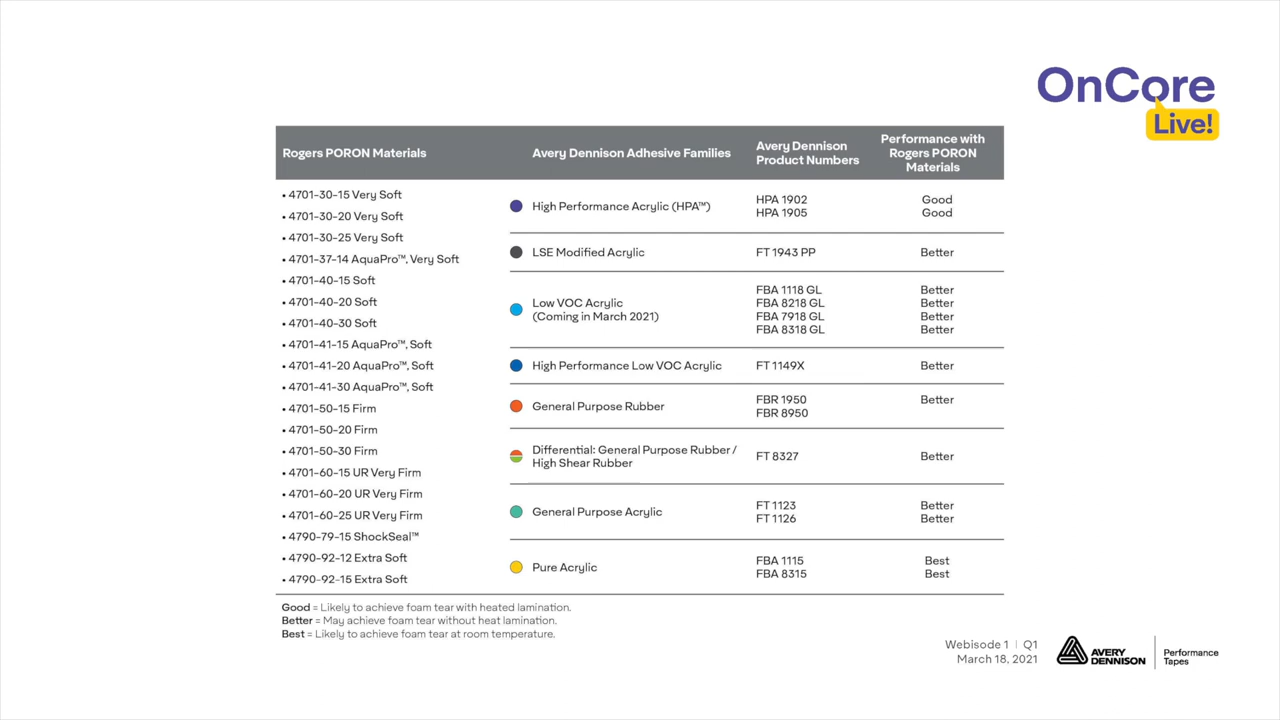 OnCore
Live!
Rogers PORON Materials
Avery Dennison Adhesive Families
Avery Dennison
Product Numbers
Performance with
Rogers PORON
Materials
• 4701-30-15 Very Soft
• 4701-30-20 Very Soft
• 4701-30-25 Very Soft
• 4701-37-14 AquaPro™, Very Soft
• 4701-40-15 Soft
• 4701-40-20 Soft
• 4701-40-30 Soft
• 4701-41-15 AquaPro™, Soft
• 4701-41-20 AquaPro™, Soft
• 4701-41-30 AquaPro™, Soft
• 4701-50-15 Firm
• 4701-50-20 Firm
• 4701-50-30 Firm
• 4701-60-15 UR Very Firm
• 4701-60-20 UR Very Firm
• 4701-60-25 UR Very Firm
• 4790-79-15 ShockSeal™
• 4790-92-12 Extra Soft
• 4790-92-15 Extra Soft
High Performance Acrylic (HPA™)
HPA 1902
HPA 1905
Good
Good
LSE Modified Acrylic
FT 1943 PP
Better
Low VOC Acrylic
(Coming in March 2021)
FBA 1118 GL
FBA 8218 GL
FBA 7918 GL
FBA 8318 GL
Better
Better
Better
Better
High Performance Low VOC Acrylic
FT 1149X
Better
General Purpose Rubber
FBR 1950
FBR 8950
Better
Differential: General Purpose Rubber /
High Shear Rubber
FT 8327
Better
General Purpose Acrylic
FT 1123
FT 1126
Better
Better
Pure Acrylic
FBA 1115
FBA 8315
Best
Best
Good = Likely to achieve foam tear with heated lamination.
Better = May achieve foam tear without heat lamination.
Best = Likely to achieve foam tear at room temperature.
Webisode 1 | Q1
March 18, 2021
AVERY
DENNISON
Performance
Tapes